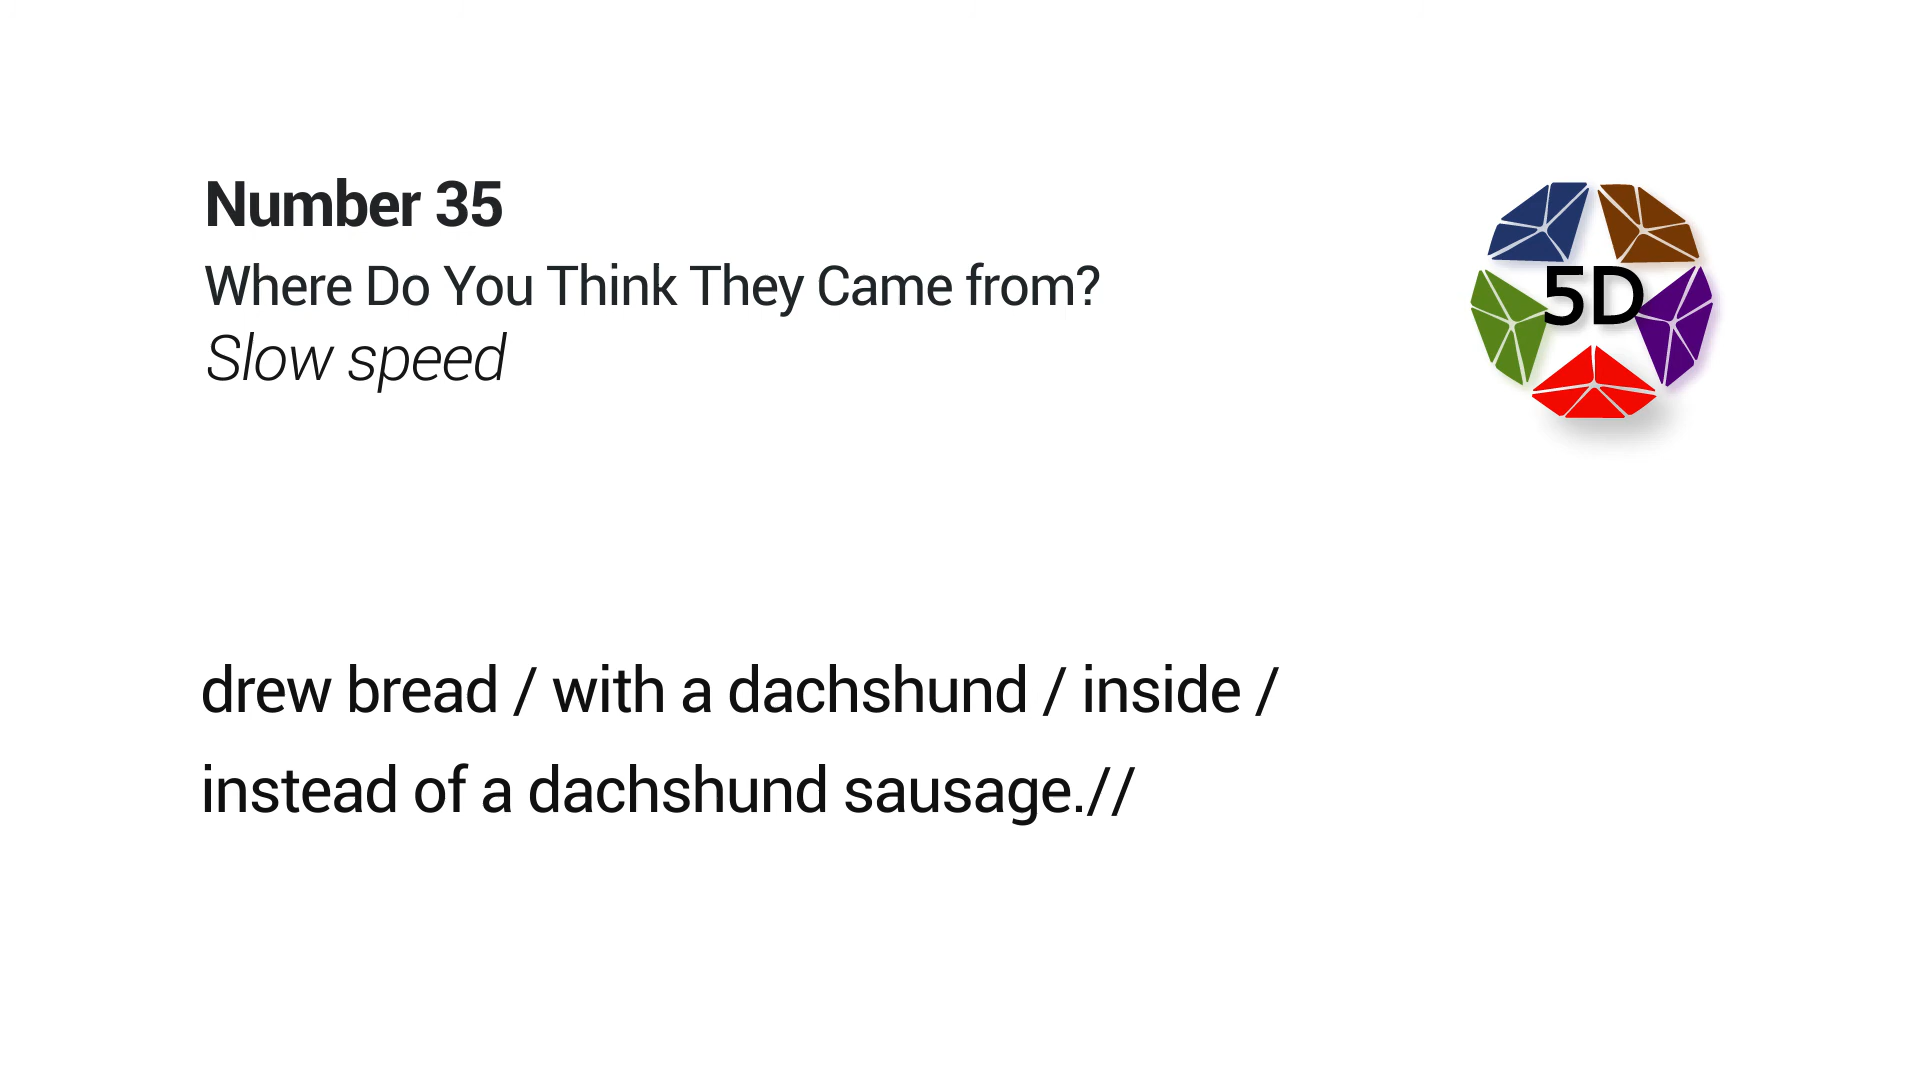 Number 35
Where Do You Think They Came from?
Slow speed
5D
drew bread / with a dachshund / inside /
instead of a dachshund sausage.//